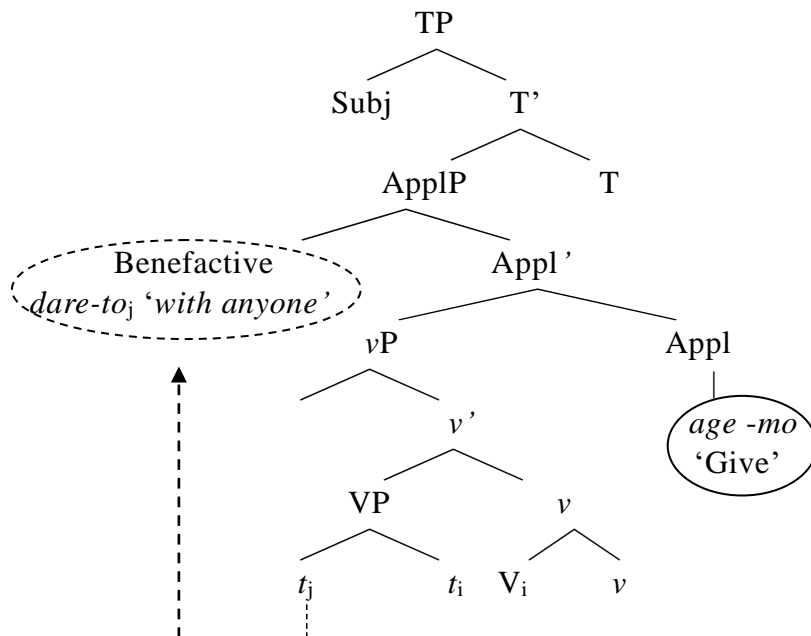 TP
Subj T’
ApplP T
Benefactive Appl’
dare-toj ‘with anyone’
vP Appl
age -mo
v’ ‘Give’
VP v
tj ti Vi v